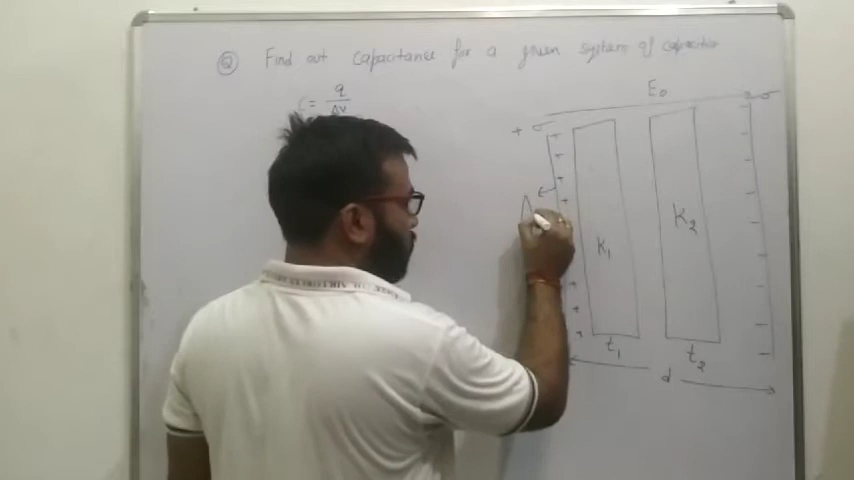 Q Find out capacitance for a given system of capacitor
C = q
ΔV
E₀
+ σ
- σ
A
K₁
K₂
t₁
t₂
d